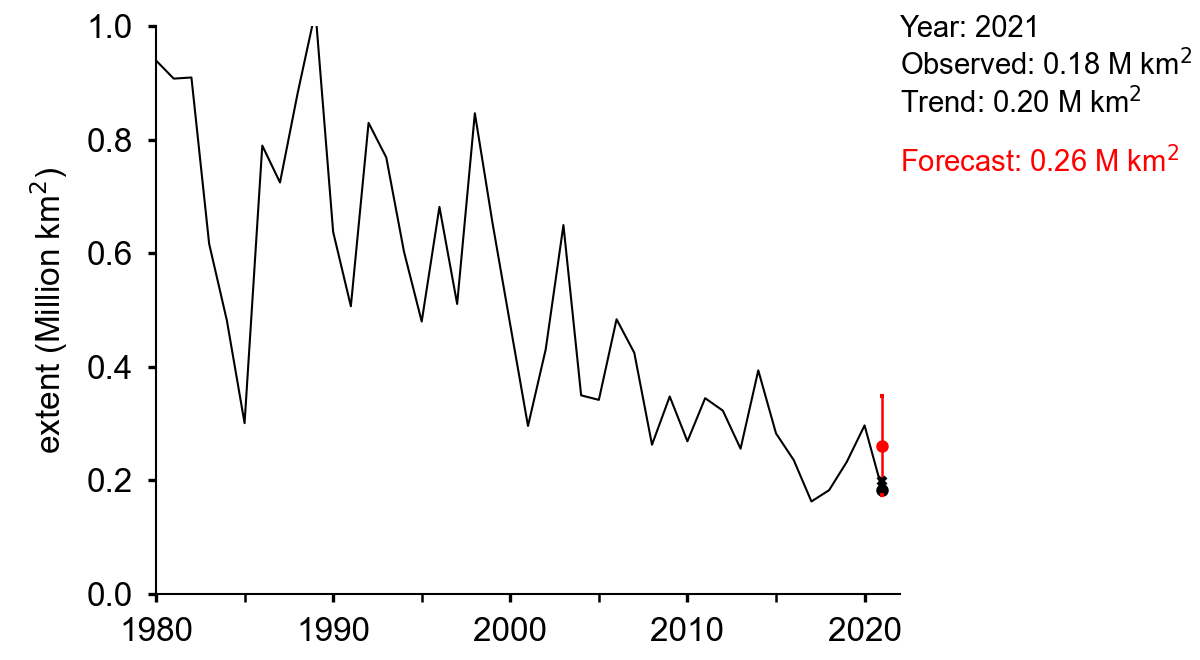 Year: 2021
Observed: 0.18 M km²
Trend: 0.20 M km²
Forecast: 0.26 M km²
extent (Million km²)
1.0
0.8
0.6
0.4
0.2
0.0
1980 1990 2000 2010 2020